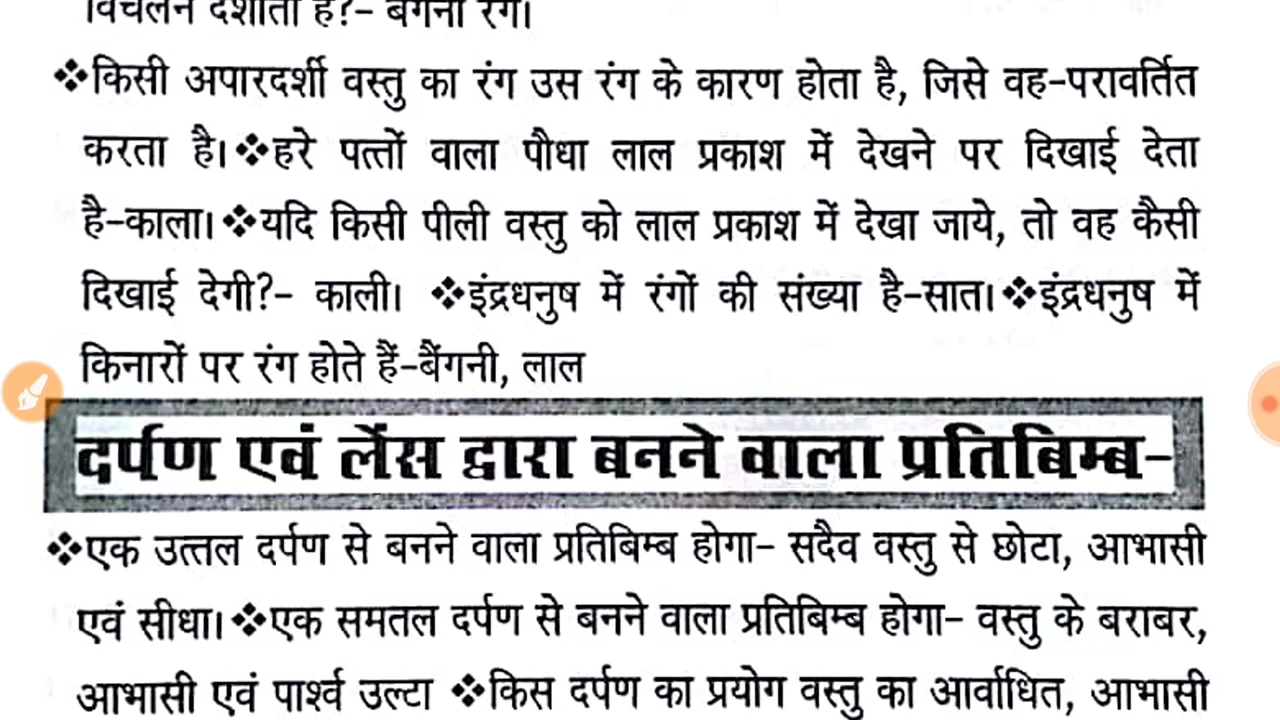 विचलन दर्शाता है?– बैंगनी रंग।
❖किसी अपारदर्शी वस्तु का रंग उस रंग के कारण होता है, जिसे वह–परावर्तित
करता है।❖हरे पत्तों वाला पौधा लाल प्रकाश में देखने पर दिखाई देता
है–काला।❖यदि किसी पीली वस्तु को लाल प्रकाश में देखा जाये, तो वह कैसी
दिखाई देगी?– काली। ❖इंद्रधनुष में रंगों की संख्या है–सात।❖इंद्रधनुष में
किनारों पर रंग होते हैं–बैंगनी, लाल
दर्पण एवं लेंस द्वारा बनने वाला प्रतिबिम्ब–
❖एक उत्तल दर्पण से बनने वाला प्रतिबिम्ब होगा– सदैव वस्तु से छोटा, आभासी
एवं सीधा।❖एक समतल दर्पण से बनने वाला प्रतिबिम्ब होगा– वस्तु के बराबर,
आभासी एवं पार्श्व उल्टा ❖किस दर्पण का प्रयोग वस्तु का आर्वाधित, आभासी